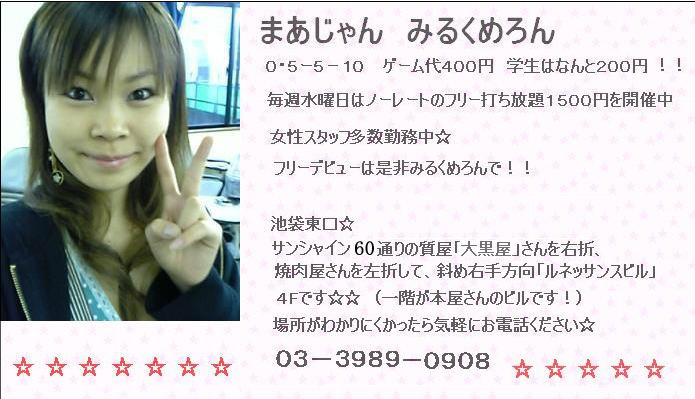 まあじゃん みるくめろん
0・5-5-10 ゲーム代400円 学生はなんと200円!!
毎週水曜日はノーレートのフリー打ち放題1500円を開催中
女性スタッフ多数勤務中☆
フリーデビューは是非みるくめろんで!!
池袋東口☆
サンシャイン60通りの質屋「大黒屋」さんを右折、
焼肉屋さんを左折して、斜め右手方向「ルネッサンスビル」
4Fです☆☆ (一階が本屋さんのビルです!)
場所がわかりにくかったら気軽にお電話ください☆
03-3989-0908